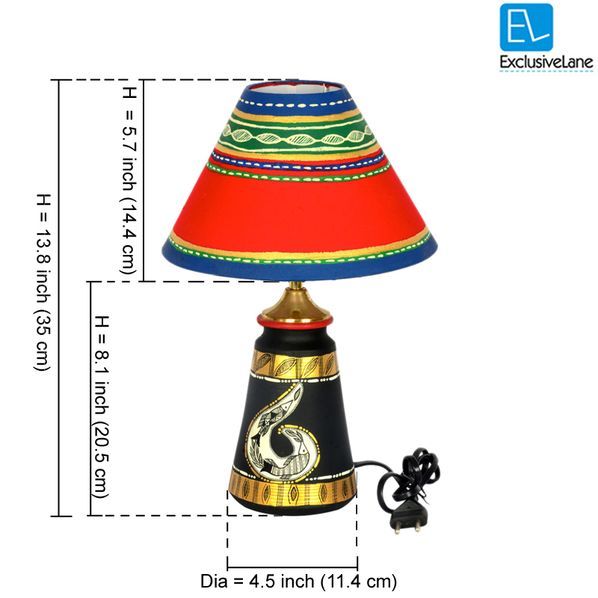 EL
ExclusiveLane
H = 5.7 inch
(14.4 cm)
H = 13.8 inch
(35 cm)
H = 8.1 inch
(20.5 cm)
Dia = 4.5 inch (11.4 cm)